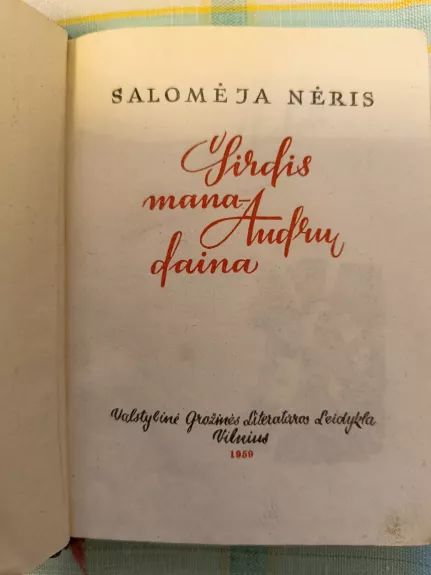 SALOMĖJA NĖRIS
Širdis
mana-
Audrų
daina
Valstybinė Grožinės Literatūros Leidykla
Vilnius
1959